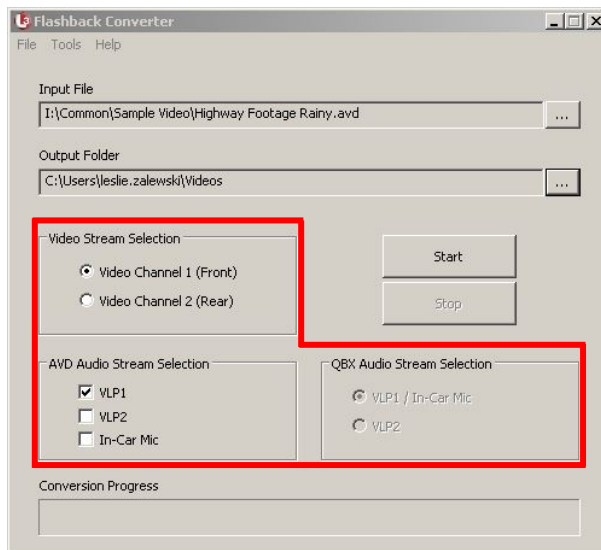 Flashback Converter
File Tools Help
Input File
I:\Common\Sample Video\Highway Footage Rainy.avd
...
Output Folder
C:\Users\leslie.zalewski\Videos
...
Video Stream Selection
Video Channel 1 (Front)
Video Channel 2 (Rear)
Start
Stop
AVD Audio Stream Selection
VLP1
VLP2
In-Car Mic
QBX Audio Stream Selection
VLP1 / In-Car Mic
VLP2
Conversion Progress